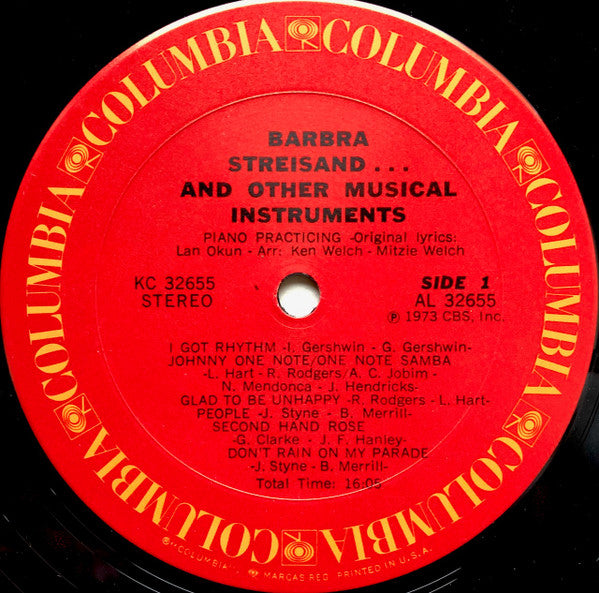 COLUMBIA COLUMBIA COLUMBIA COLUMBIA COLUMBIA COLUMBIA
BARBRA
STREISAND...
AND OTHER MUSICAL
INSTRUMENTS
PIANO PRACTICING -Original lyrics:
Lan Okun - Arr: Ken Welch - Mitzie Welch
KC 32655
STEREO
SIDE 1
AL 32655
℗ 1973 CBS, Inc.
I GOT RHYTHM -I. Gershwin - G. Gershwin-
JOHNNY ONE NOTE/ONE NOTE SAMBA
-L. Hart - R. Rodgers/A. C. Jobim -
N. Mendonca - J. Hendricks-
GLAD TO BE UNHAPPY -R. Rodgers - L. Hart-
PEOPLE -J. Styne - B. Merrill-
SECOND HAND ROSE
-G. Clarke - J. F. Hanley-
DON'T RAIN ON MY PARADE
-J. Styne - B. Merrill-
Total Time: 16:05
"COLUMBIA" MARCAS REG. PRINTED IN U.S.A.